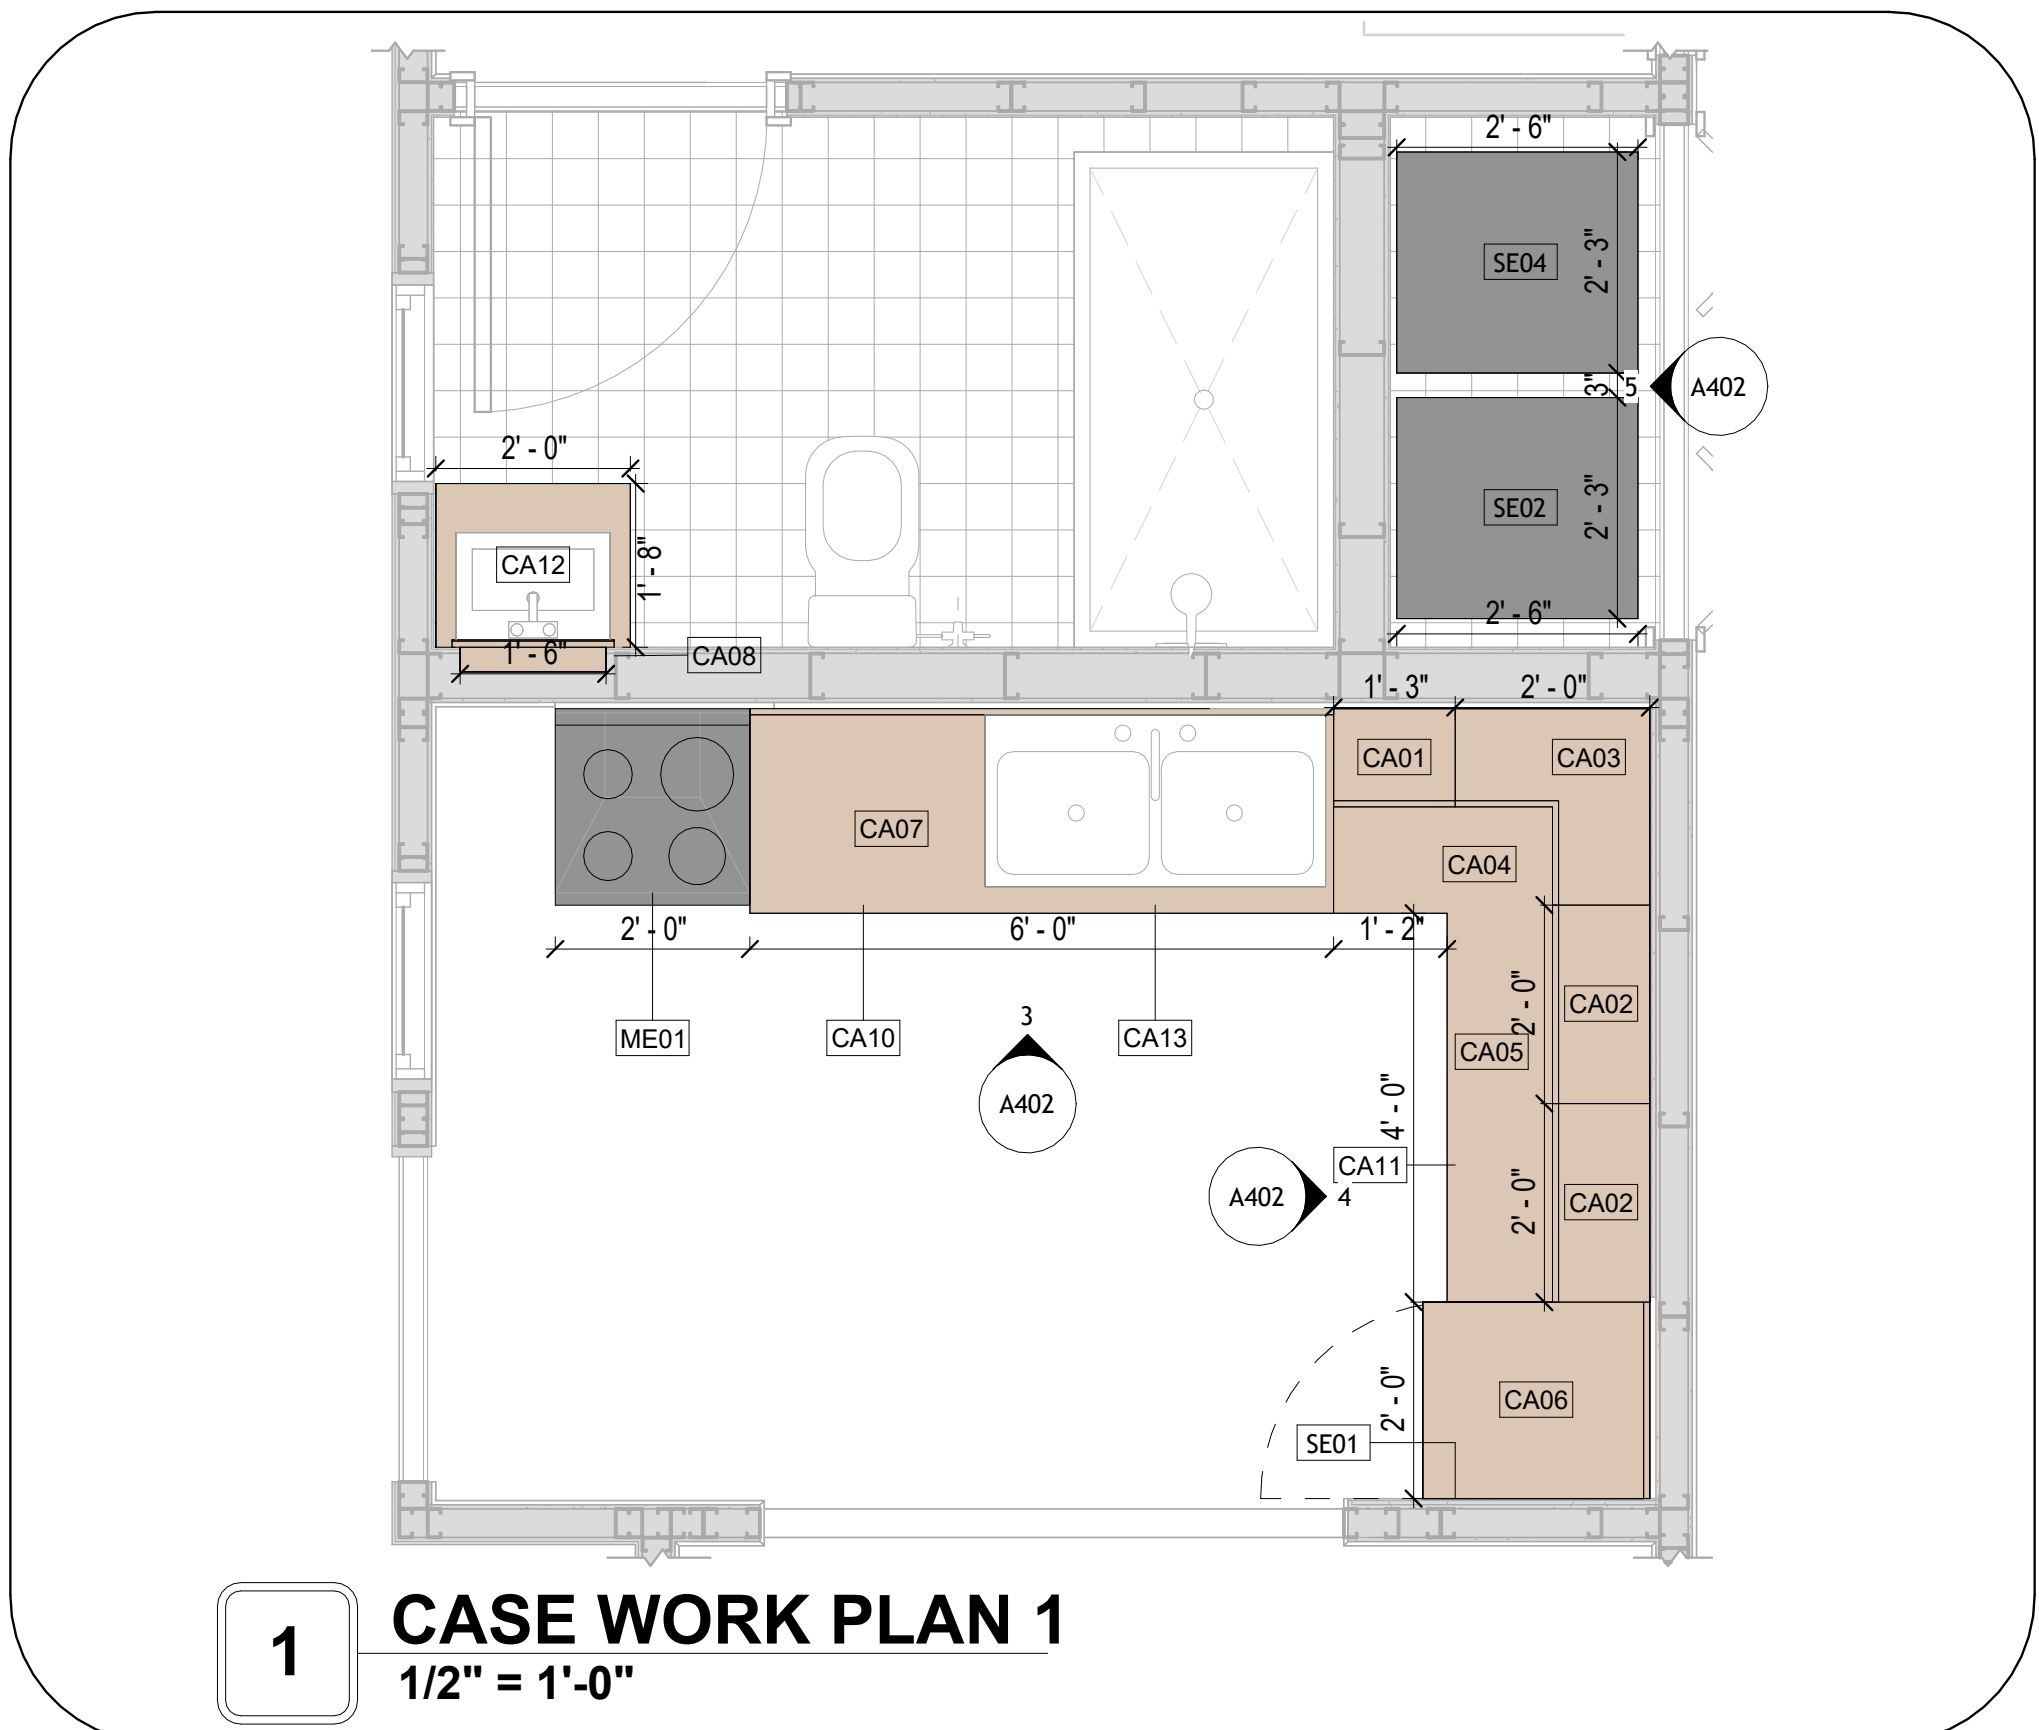 2' - 6"
SE04
2' - 3"
3"
5
A402
2' - 0"
CA12
1' - 8"
SE02
2' - 3"
2' - 6"
1' - 6"
CA08
1' - 3"
2' - 0"
CA01
CA03
CA07
CA04
2' - 0"
6' - 0"
1' - 2"
CA02
2' - 0"
ME01
CA10
3
CA13
CA05
A402
4' - 0"
CA11
A402
4
2' - 0"
CA02
CA06
2' - 0"
SE01
1
CASE WORK PLAN 1
1/2" = 1'-0"